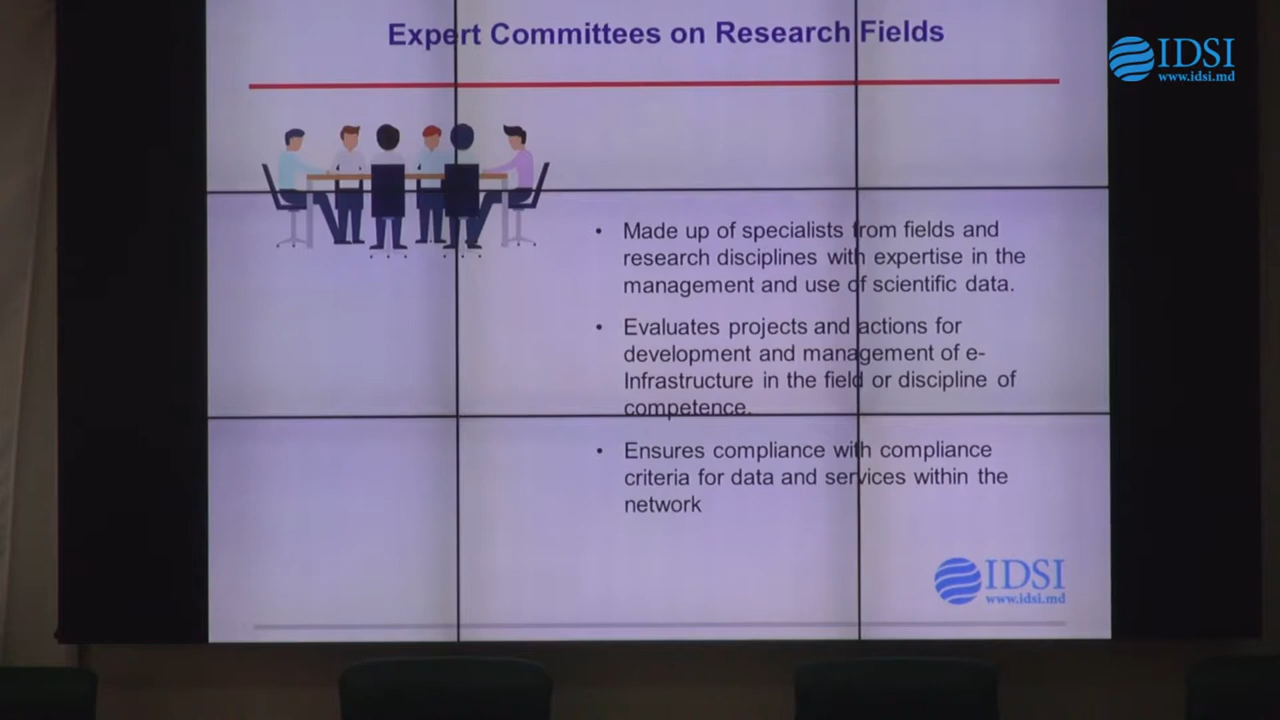 Expert Committees on Research Fields
IDSI
www.idsi.md
• Made up of specialists from fields and
research disciplines with expertise in the
management and use of scientific data.
• Evaluates projects and actions for
development and management of e-
Infrastructure in the field or discipline of
competence.
• Ensures compliance with compliance
criteria for data and services within the
network
IDSI
www.idsi.md